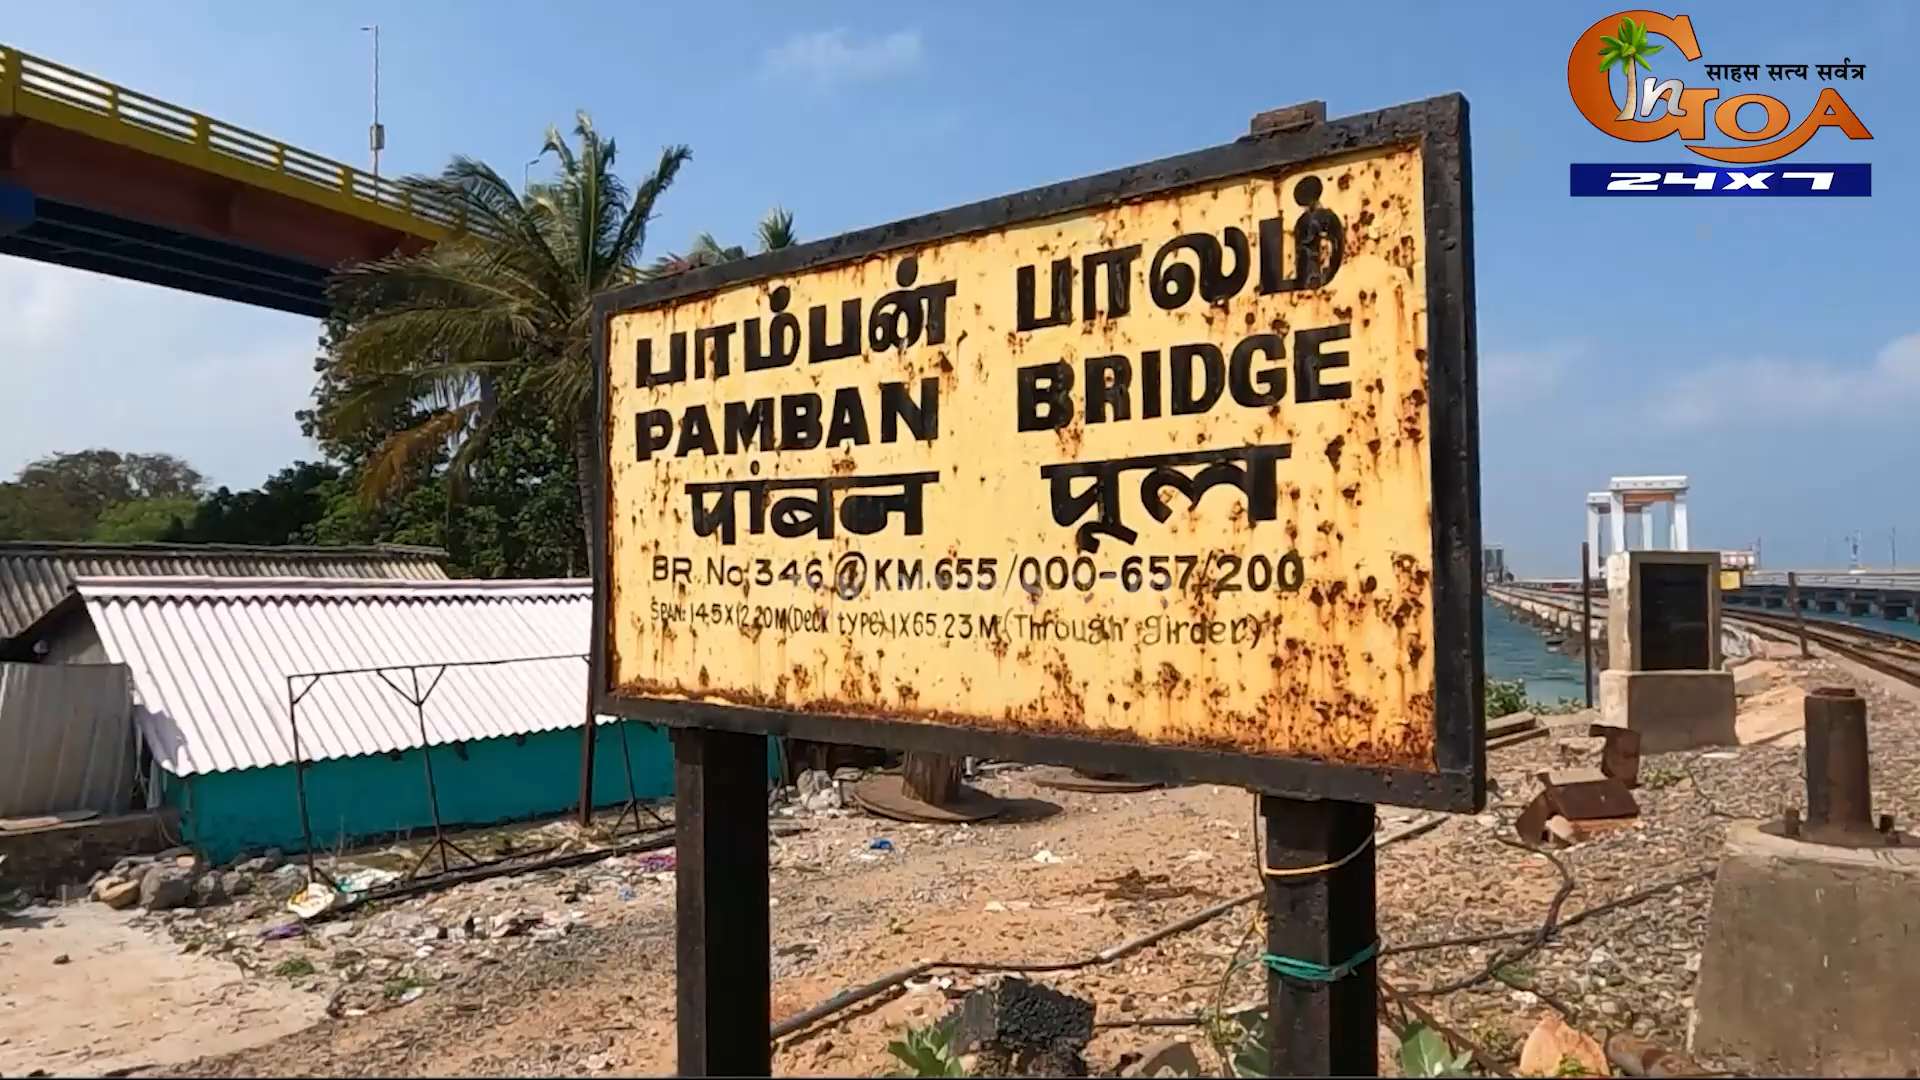 साहस सत्य सर्वत्र
In GOA
24x7
பாம்பன் பாலம்
PAMBAN BRIDGE
पांबन पूल
BR. No: 346 @ KM. 655/000-657/200
SPAN: 145X12.20M (Deck type) 1X65.23.M (Through girder)